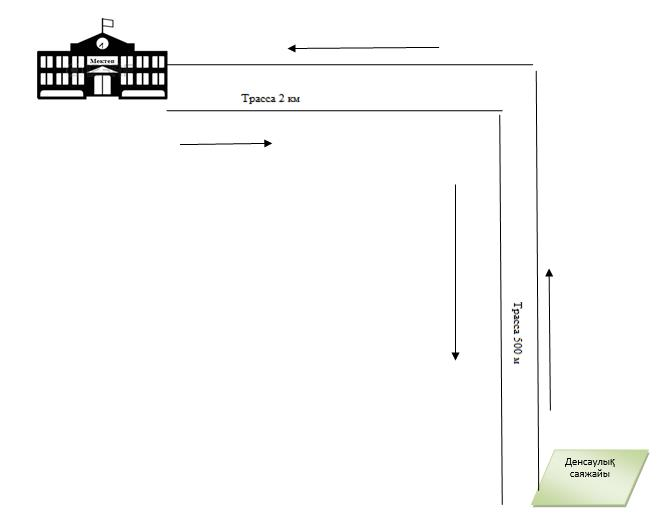 Мектеп
Трасса 2 км
Трасса 500 м
Денсаулық
саяжайы